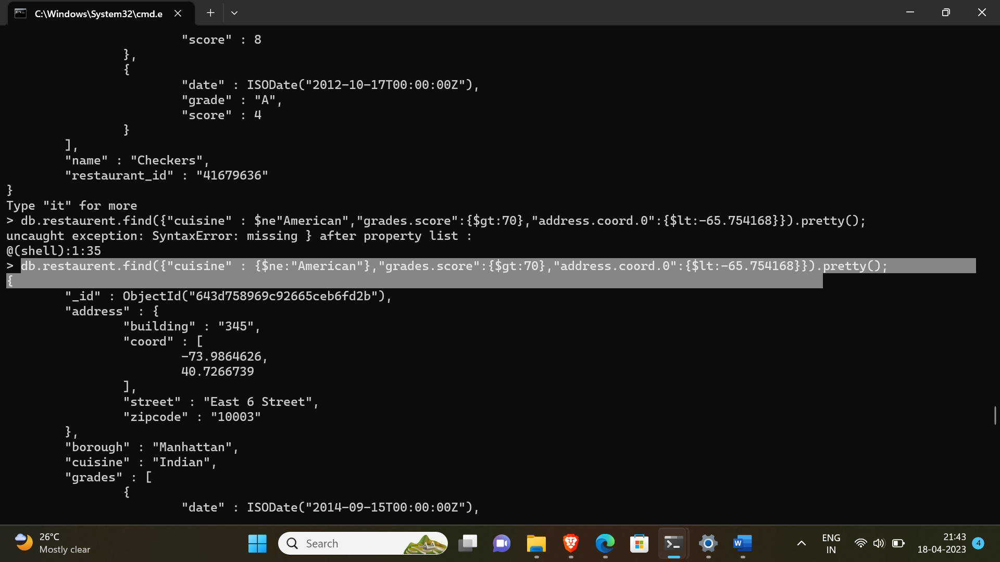 C:\Windows\System32\cmd.e
"score" : 8
},
{
"date" : ISODate("2012-10-17T00:00:00Z"),
"grade" : "A",
"score" : 4
}
],
"name" : "Checkers",
"restaurant_id" : "41679636"
}
Type "it" for more
> db.restaurent.find({"cuisine" : $ne"American","grades.score":{$gt:70},"address.coord.0":{$lt:-65.754168}}).pretty();
uncaught exception: SyntaxError: missing } after property list :
@(shell):1:35
> db.restaurent.find({"cuisine" : {$ne:"American"},"grades.score":{$gt:70},"address.coord.0":{$lt:-65.754168}}).pretty();
{
"_id" : ObjectId("643d758969c92665ceb6fd2b"),
"address" : {
"building" : "345",
"coord" : [
-73.9864626,
40.7266739
],
"street" : "East 6 Street",
"zipcode" : "10003"
},
"borough" : "Manhattan",
"cuisine" : "Indian",
"grades" : [
{
"date" : ISODate("2014-09-15T00:00:00Z"),
26°C
Mostly clear
Search
W
ENG
IN
21:43
18-04-2023
4